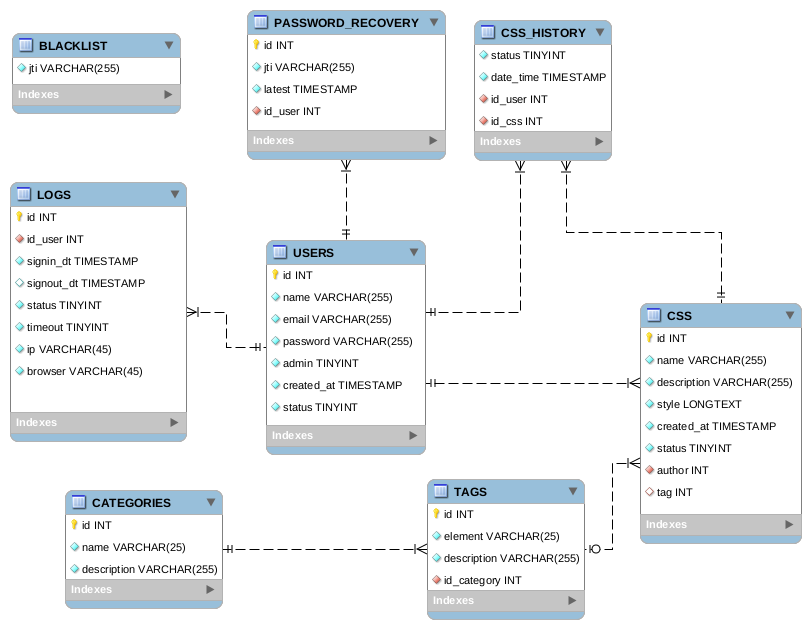 BLACKLIST
jti VARCHAR(255)
Indexes
PASSWORD_RECOVERY
id INT
jti VARCHAR(255)
latest TIMESTAMP
id_user INT
Indexes
CSS_HISTORY
status TINYINT
date_time TIMESTAMP
id_user INT
id_css INT
Indexes
LOGS
id INT
id_user INT
signin_dt TIMESTAMP
signout_dt TIMESTAMP
status TINYINT
timeout TINYINT
ip VARCHAR(45)
browser VARCHAR(45)
Indexes
USERS
id INT
name VARCHAR(255)
email VARCHAR(255)
password VARCHAR(255)
admin TINYINT
created_at TIMESTAMP
status TINYINT
Indexes
CSS
id INT
name VARCHAR(255)
description VARCHAR(255)
style LONGTEXT
created_at TIMESTAMP
status TINYINT
author INT
tag INT
Indexes
CATEGORIES
id INT
name VARCHAR(25)
description VARCHAR(255)
Indexes
TAGS
id INT
element VARCHAR(25)
description VARCHAR(255)
id_category INT
Indexes